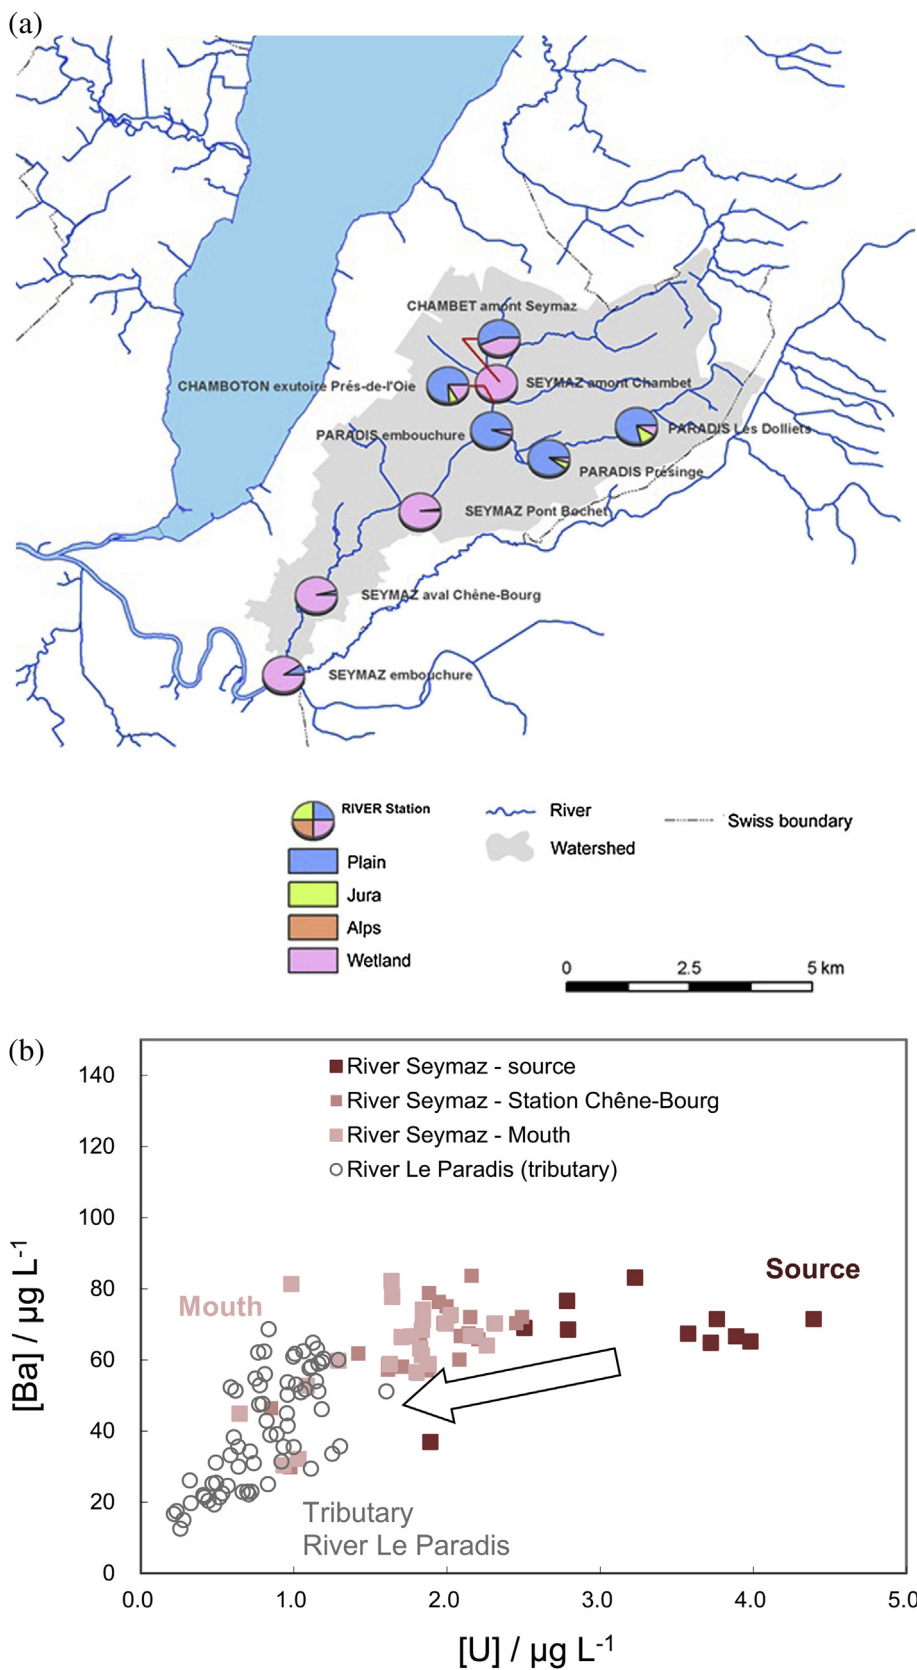 (a)
CHAMBET amont Seymaz
SEYMAZ amont Chambet
CHAMBOTON exutoire Prés-de-l'Oie
PARADIS Les Dolliets
PARADIS embouchure
PARADIS Présinge
SEYMAZ Pont Bochet
SEYMAZ aval Chêne-Bourg
SEYMAZ embouchure
RIVER Station
River
Swiss boundary
Watershed
Plain
Jura
Alps
Wetland
0 2.5 5 km
(b)
River Seymaz - source
River Seymaz - Station Chêne-Bourg
River Seymaz - Mouth
River Le Paradis (tributary)
Source
Mouth
Tributary
River Le Paradis
140
120
100
80
60
40
20
0
[Ba] / µg L-1
0.0 1.0 2.0 3.0 4.0 5.0
[U] / µg L-1